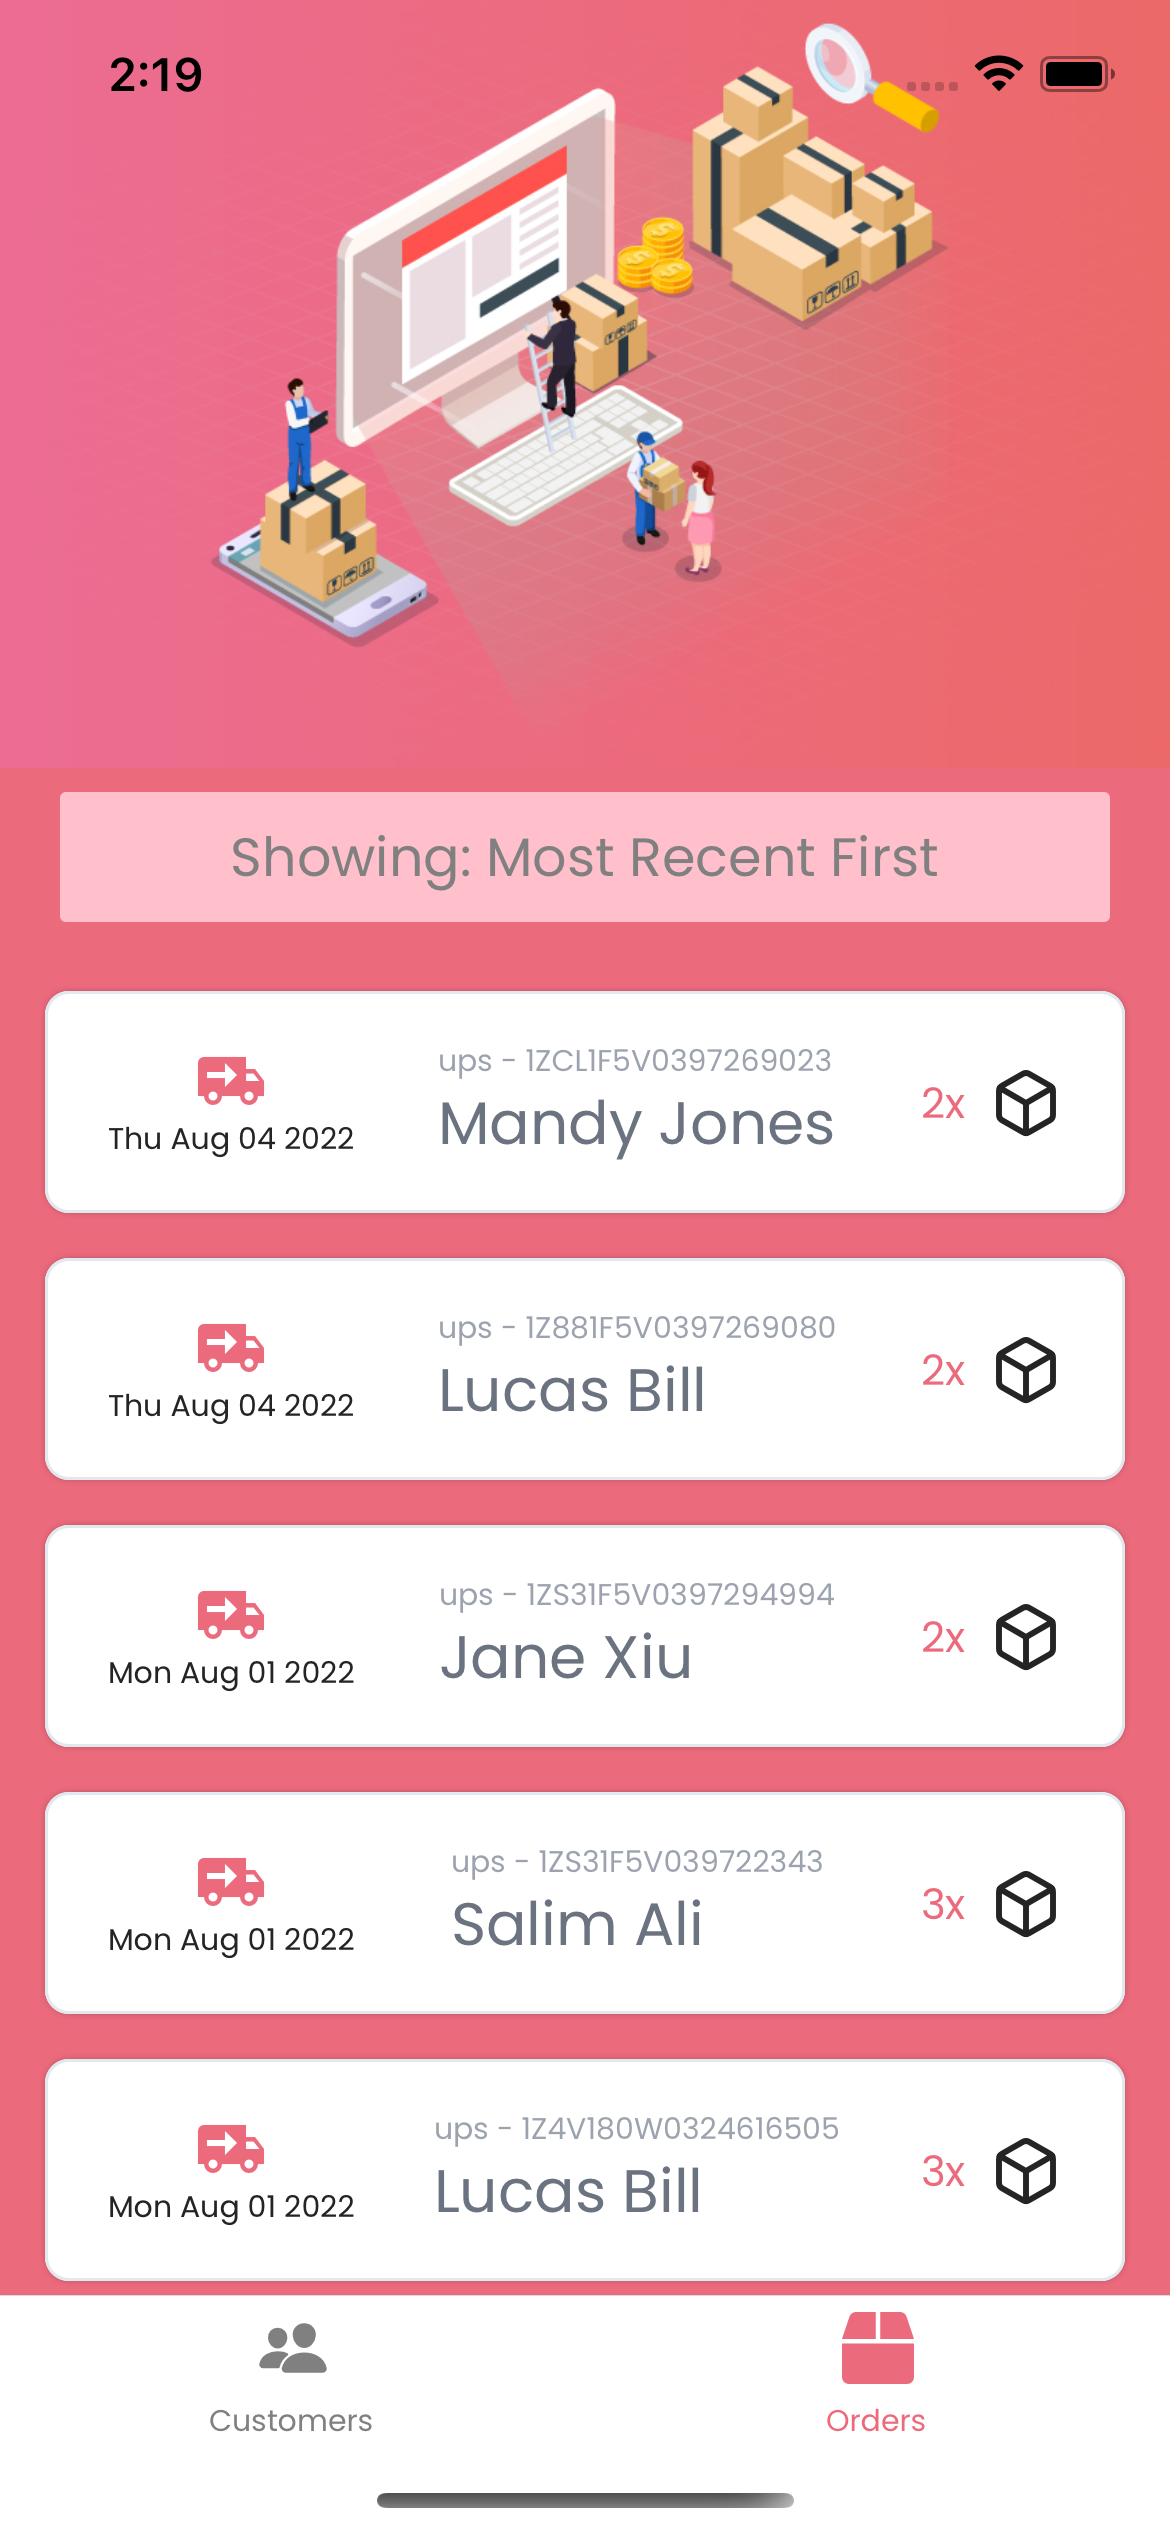 2:19
Showing: Most Recent First
ups - 1ZCL1F5V0397269023
Mandy Jones
Thu Aug 04 2022
2x
ups - 1Z881F5V0397269080
Lucas Bill
Thu Aug 04 2022
2x
ups - 1ZS31F5V0397294994
Jane Xiu
Mon Aug 01 2022
2x
ups - 1ZS31F5V039722343
Salim Ali
Mon Aug 01 2022
3x
ups - 1Z4V180W0324616505
Lucas Bill
Mon Aug 01 2022
3x
Customers
Orders